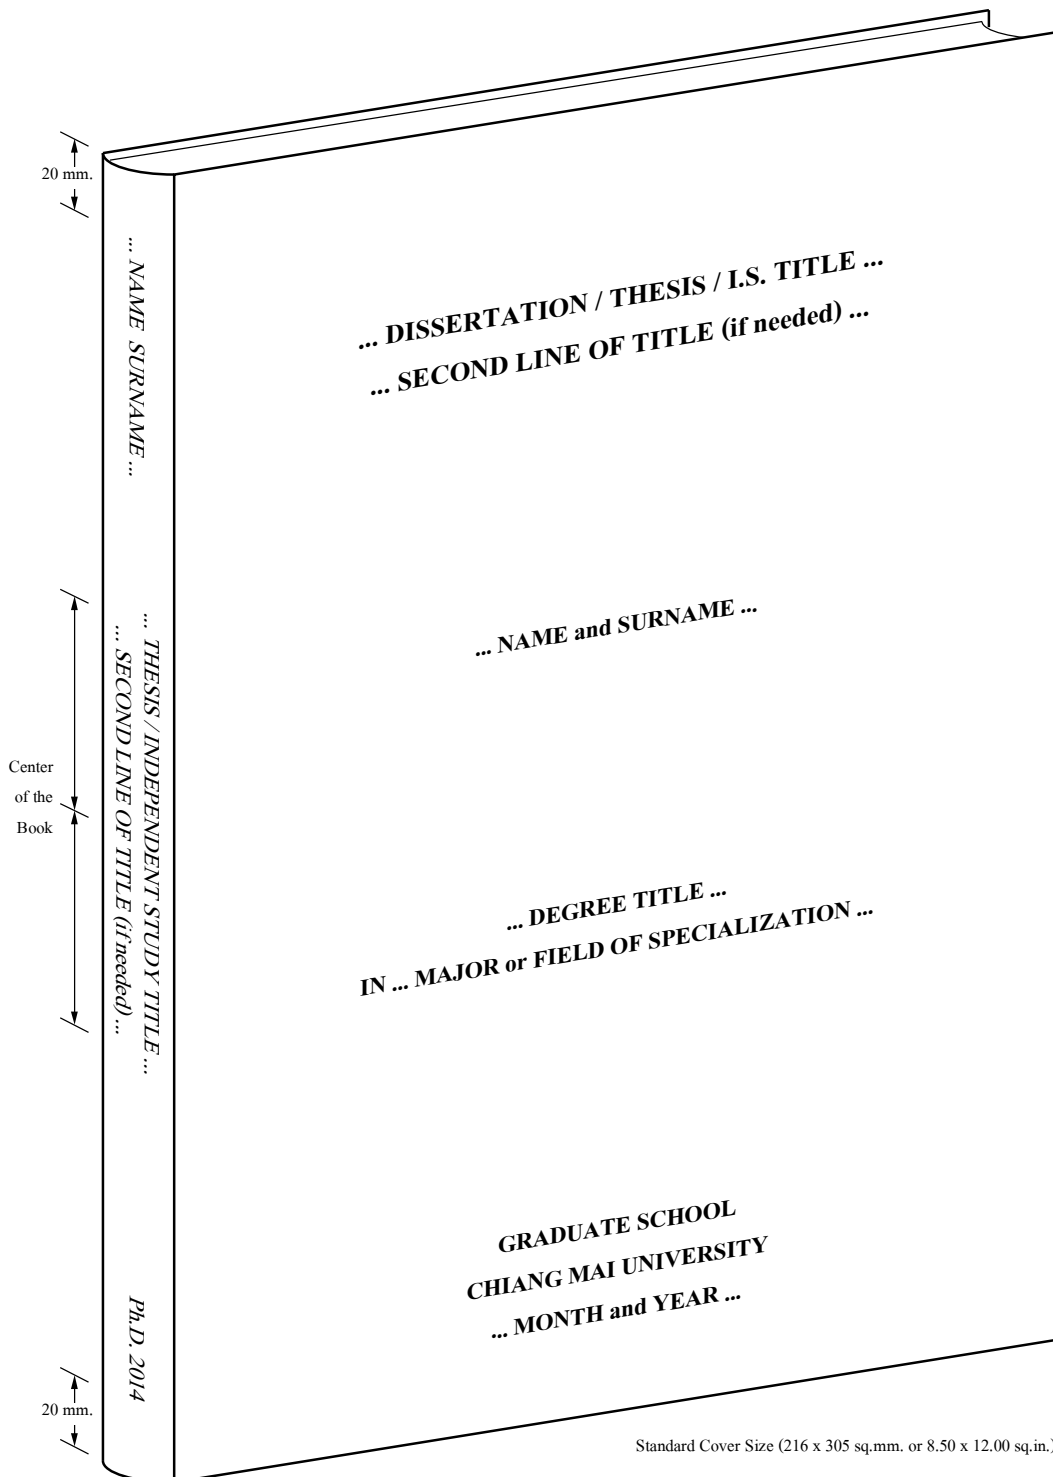 20 mm.
... NAME SURNAME ...
... THESIS / INDEPENDENT STUDY TITLE ...
... SECOND LINE OF TITLE (if needed) ...
Center
of the
Book
Ph.D. 2014
20 mm.
... DISSERTATION / THESIS / I.S. TITLE ...
... SECOND LINE OF TITLE (if needed) ...
... NAME and SURNAME ...
... DEGREE TITLE ...
IN ... MAJOR or FIELD OF SPECIALIZATION ...
GRADUATE SCHOOL
CHIANG MAI UNIVERSITY
... MONTH and YEAR ...
Standard Cover Size (216 x 305 sq.mm. or 8.50 x 12.00 sq.in.)